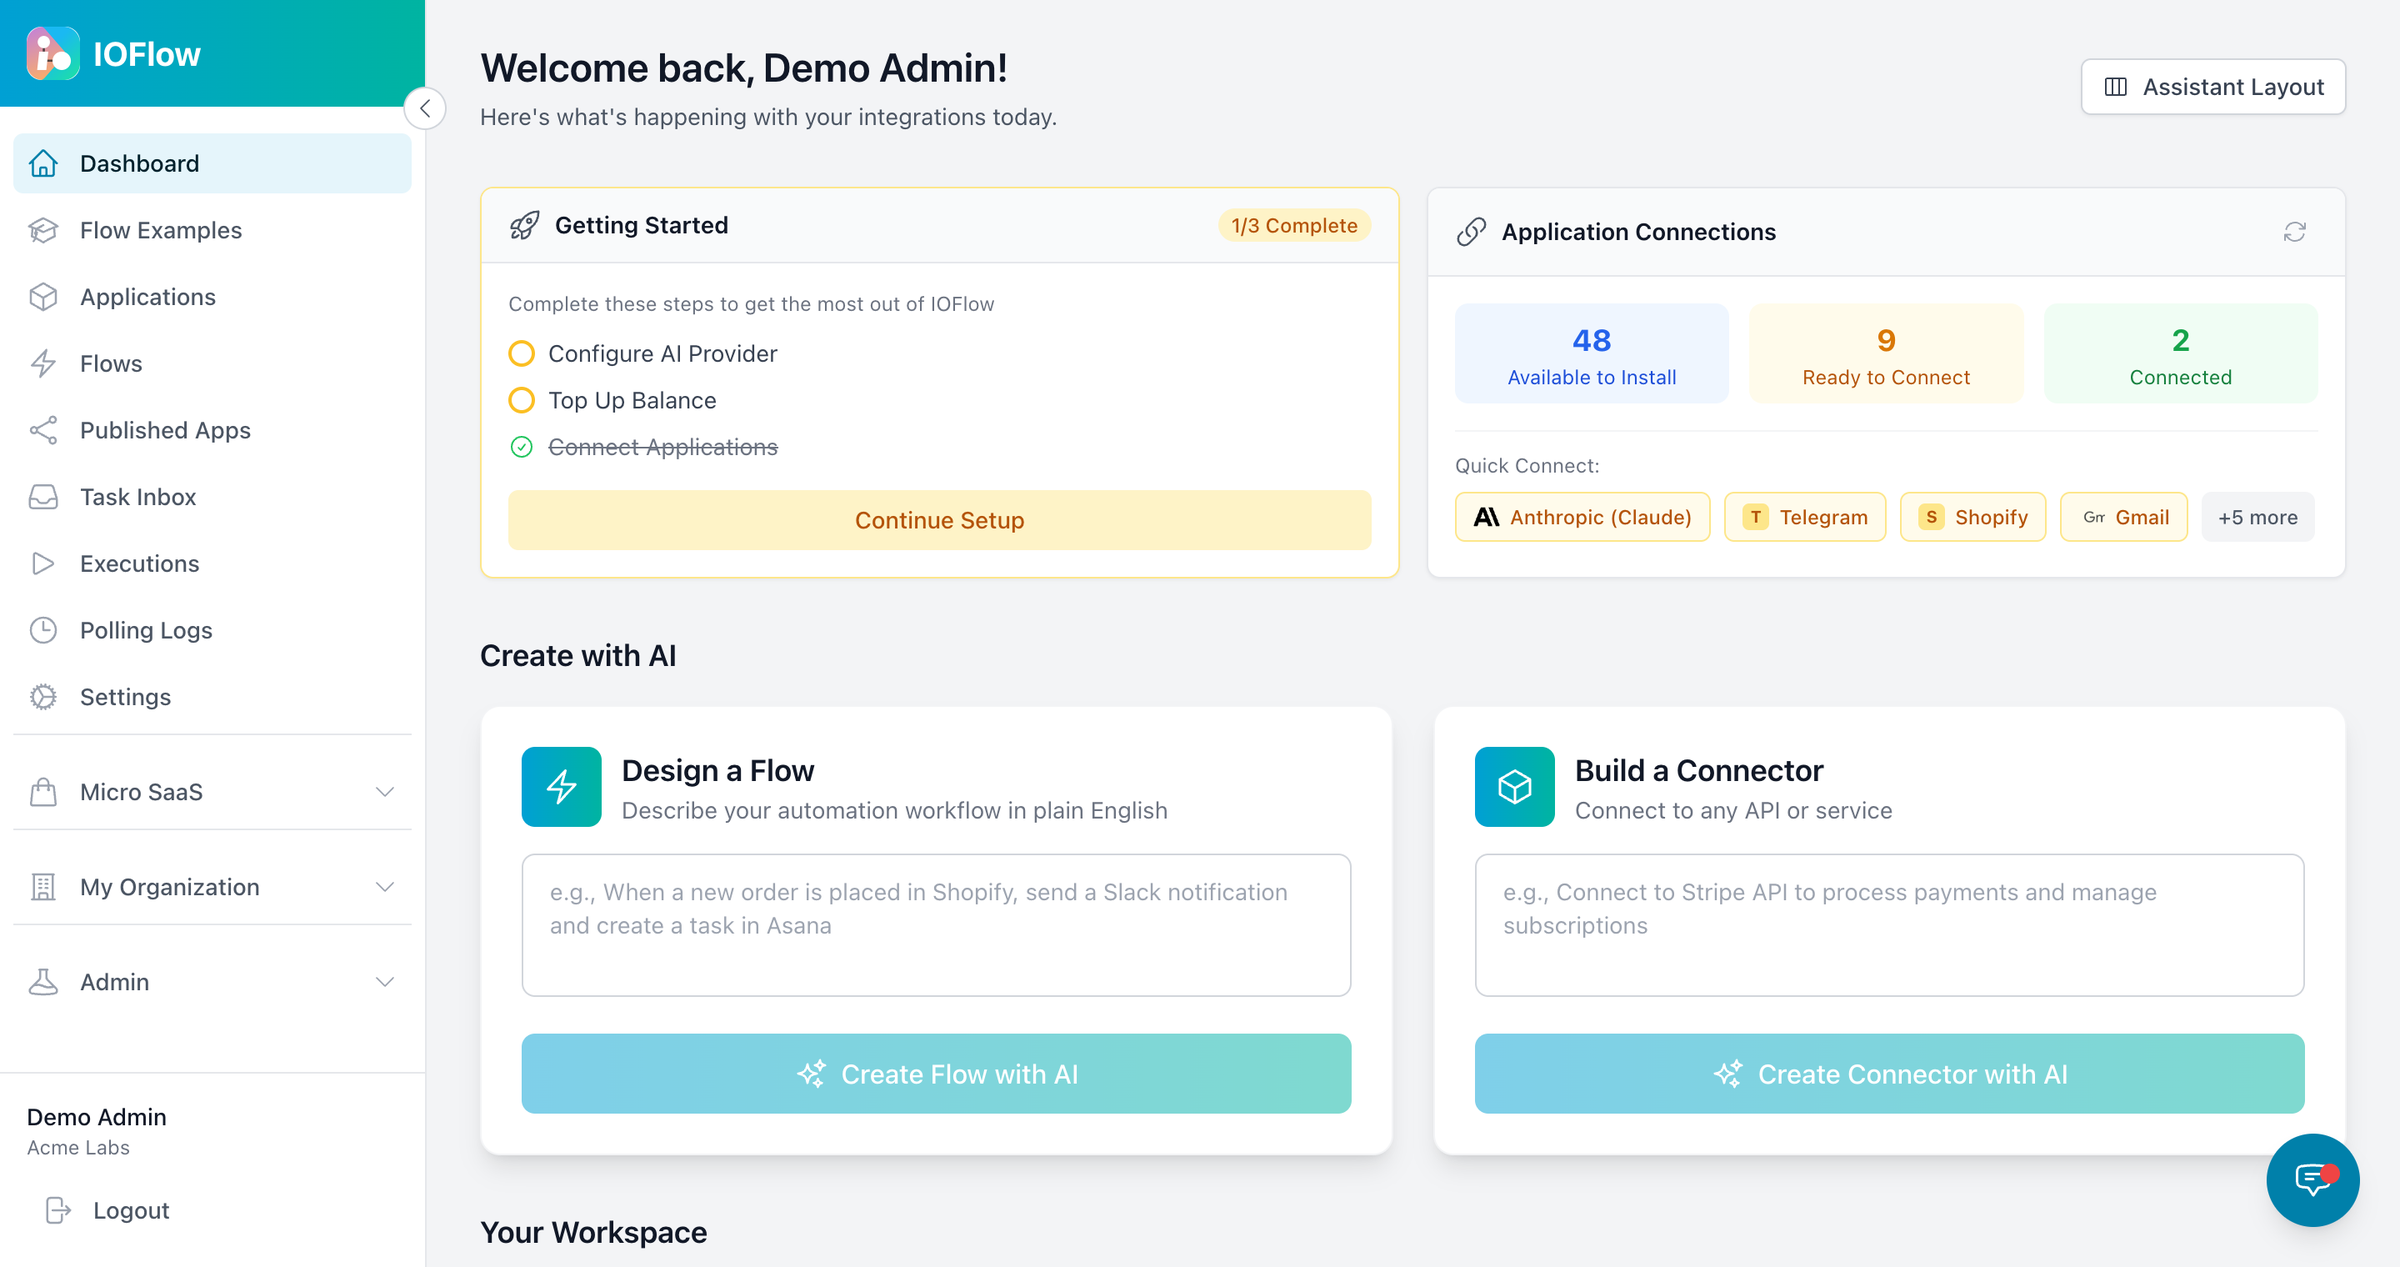 IOFlow
Dashboard
Flow Examples
Applications
Flows
Published Apps
Task Inbox
Executions
Polling Logs
Settings
Micro SaaS
My Organization
Admin
Demo Admin
Acme Labs
Logout
Welcome back, Demo Admin!
Here's what's happening with your integrations today.
Assistant Layout
Getting Started
1/3 Complete
Complete these steps to get the most out of IOFlow
Configure AI Provider
Top Up Balance
Connect Applications
Continue Setup
Application Connections
48
Available to Install
9
Ready to Connect
2
Connected
Quick Connect:
Anthropic (Claude)
T Telegram
S Shopify
Gmail
+5 more
Create with AI
Design a Flow
Describe your automation workflow in plain English
e.g., When a new order is placed in Shopify, send a Slack notification
and create a task in Asana
Create Flow with AI
Build a Connector
Connect to any API or service
e.g., Connect to Stripe API to process payments and manage
subscriptions
Create Connector with AI
Your Workspace